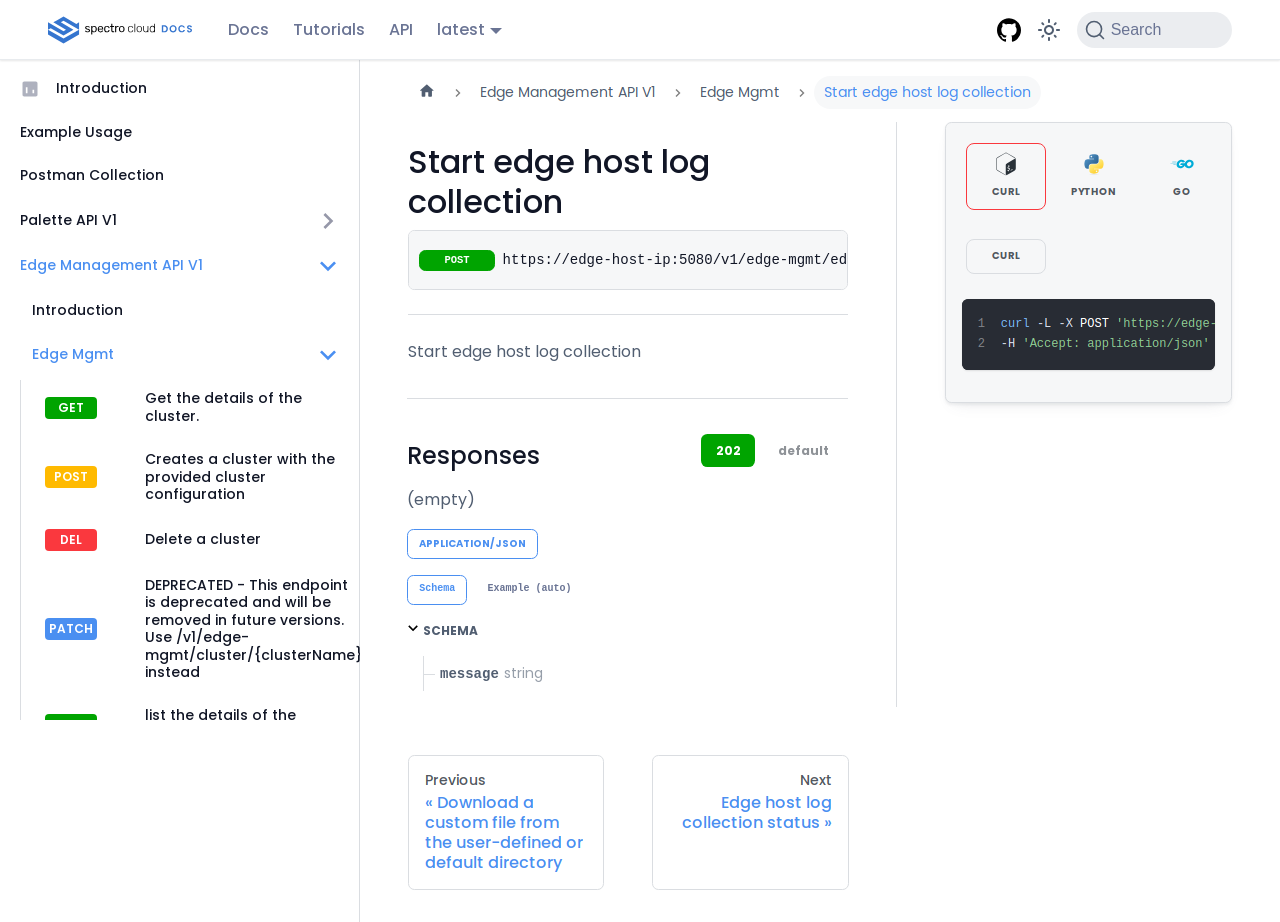 spectro cloud DOCS
Docs
Tutorials
API
latest
Search
Introduction
Example Usage
Postman Collection
Palette API V1
Edge Management API V1
Introduction
Edge Mgmt
GET
Get the details of the
cluster.
POST
Creates a cluster with the
provided cluster
configuration
DEL
Delete a cluster
PATCH
DEPRECATED - This endpoint
is deprecated and will be
removed in future versions.
Use /v1/edge-
mgmt/cluster/{clusterName}
instead
list the details of the
Edge Management API V1
Edge Mgmt
Start edge host log collection
Start edge host log
collection
POST
https://edge-host-ip:5080/v1/edge-mgmt/ed
Start edge host log collection
Responses
202
default
(empty)
APPLICATION/JSON
Schema
Example (auto)
SCHEMA
message string
Previous
« Download a
custom file from
the user-defined or
default directory
Next
Edge host log
collection status »
CURL
PYTHON
GO
CURL
1 curl -L -X POST 'https://edge-
2 -H 'Accept: application/json'